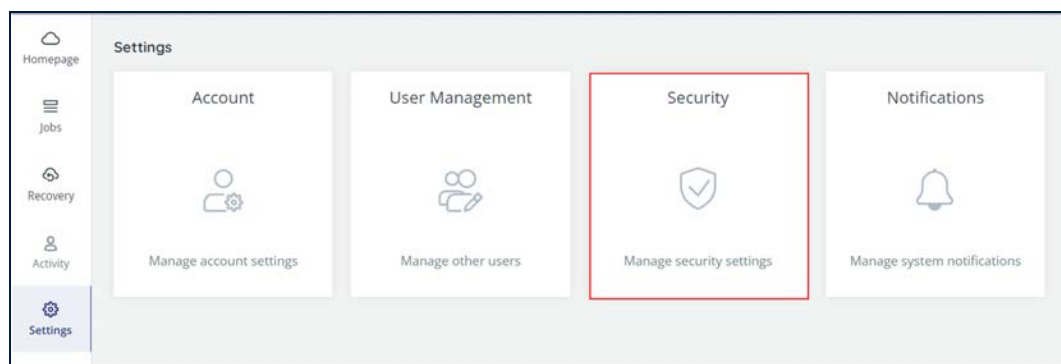 Homepage
Jobs
Recovery
Activity
Settings
Settings
Account
Manage account settings
User Management
Manage other users
Security
Manage security settings
Notifications
Manage system notifications